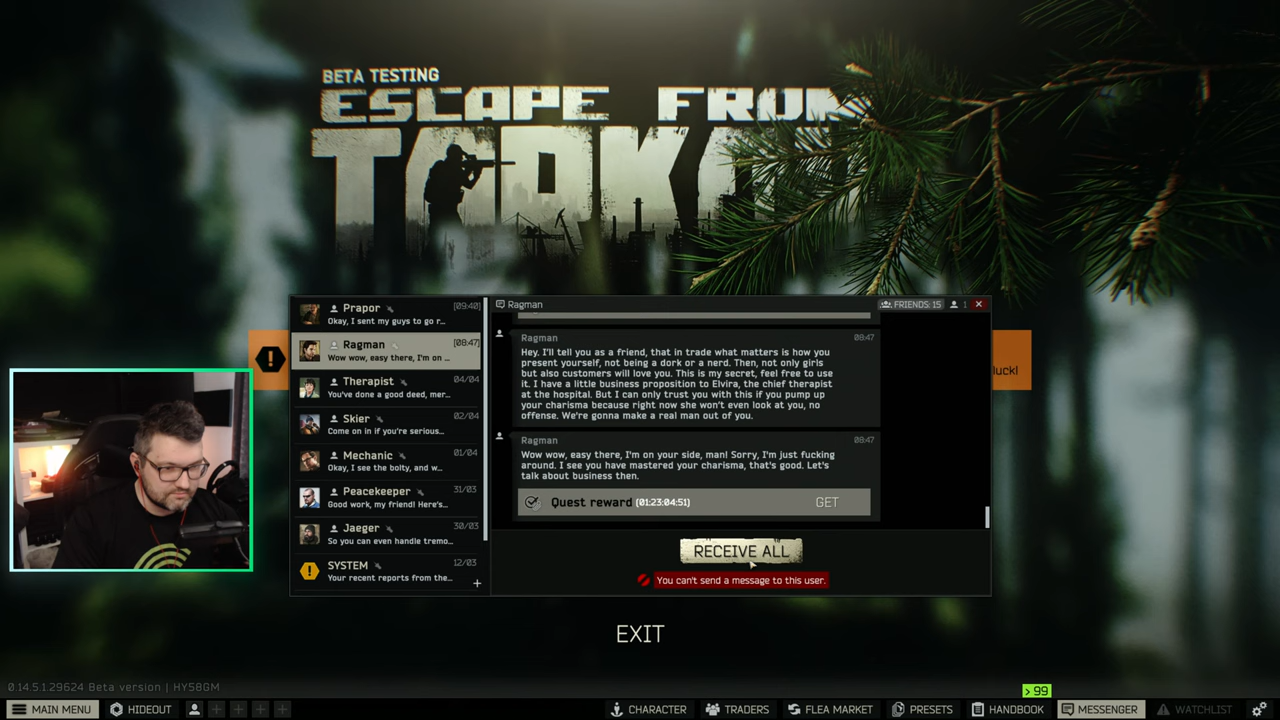 BETA TESTING
ESCAPE FROM
TARKO
Prapor
[09:40]
Okay, I sent my guys to go r...
Ragman
[08:47]
Wow wow, easy there, I'm on ...
Therapist
04/04
You've done a good deed, mer...
Skier
02/04
Come on in if you're serious...
Mechanic
01/04
Okay, I see the bolty, and w...
Peacekeeper
31/03
Good work, my friend! Here's...
Jaeger
30/03
So you can even handle tremo...
SYSTEM
12/03
Your recent reports from the...
+
Ragman
FRIENDS: 15
1
Ragman
08:47
Hey. I'll tell you as a friend, that in trade what matters is how you
present yourself, not being a dork or a nerd. Then, not only girls
but also customers will love you. This is my secret, feel free to use
it. I have a little business proposition to Elvira, the chief therapist
at the hospital. But I can only trust you with this if you pump up
your charisma because right now she won't even look at you, no
offense. We're gonna make a real man out of you.
Ragman
08:47
Wow wow, easy there, I'm on your side, man! Sorry, I'm just fucking
around. I see you have mastered your charisma, that's good. Let's
talk about business then.
Quest reward (01:23:04:51)
GET
RECEIVE ALL
You can't send a message to this user.
luck!
EXIT
0.14.5.1.29624 Beta version | HY5BGM
> 99
MAIN MENU
HIDEOUT
CHARACTER
TRADERS
FLEA MARKET
PRESETS
HANDBOOK
MESSENGER
WATCHLIST